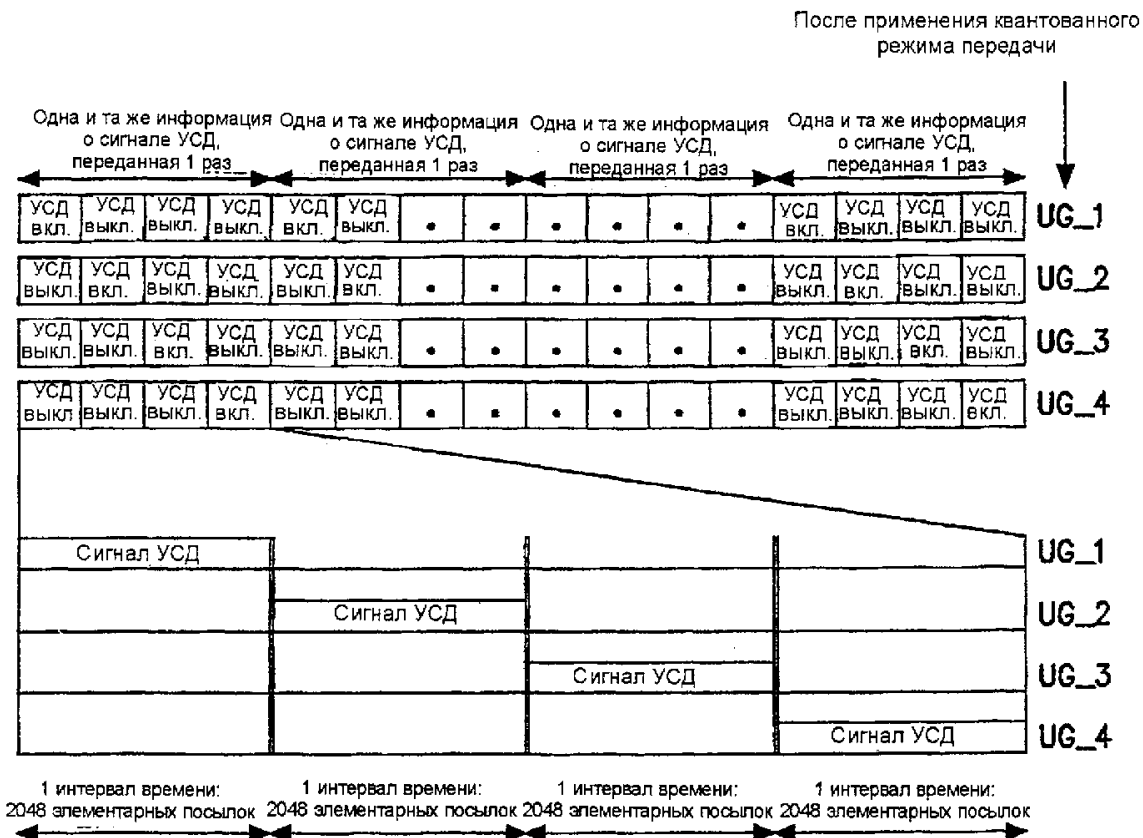 После применения квантованного
режима передачи
Одна и та же информация
о сигнале УСД,
переданная 1 раз
Одна и та же информация
о сигнале УСД,
переданная 1 раз
Одна и та же информация
о сигнале УСД,
переданная 1 раз
Одна и та же информация
о сигнале УСД,
переданная 1 раз
УСД УСД УСД УСД УСД УСД УСД УСД УСД УСД
вкл. выкл. выкл. выкл. вкл. выкл. . . . . . . вкл. выкл. выкл. выкл. UG_1
УСД УСД УСД УСД УСД УСД УСД УСД УСД УСД
выкл. вкл. выкл. выкл. выкл. вкл. . . . . . . выкл. вкл. выкл. выкл. UG_2
УСД УСД УСД УСД УСД УСД УСД УСД УСД УСД
выкл. выкл. вкл. выкл. выкл. выкл. . . . . . . выкл. выкл. вкл. выкл. UG_3
УСД УСД УСД УСД УСД УСД УСД УСД УСД УСД
выкл выкл. выкл. вкл. выкл. выкл. . . . . . . выкл. выкл. выкл. вкл. UG_4
Сигнал УСД UG_1
Сигнал УСД UG_2
Сигнал УСД UG_3
Сигнал УСД UG_4
1 интервал времени:
2048 элементарных посылок
1 интервал времени:
2048 элементарных посылок
1 интервал времени:
2048 элементарных посылок
1 интервал времени:
2048 элементарных посылок